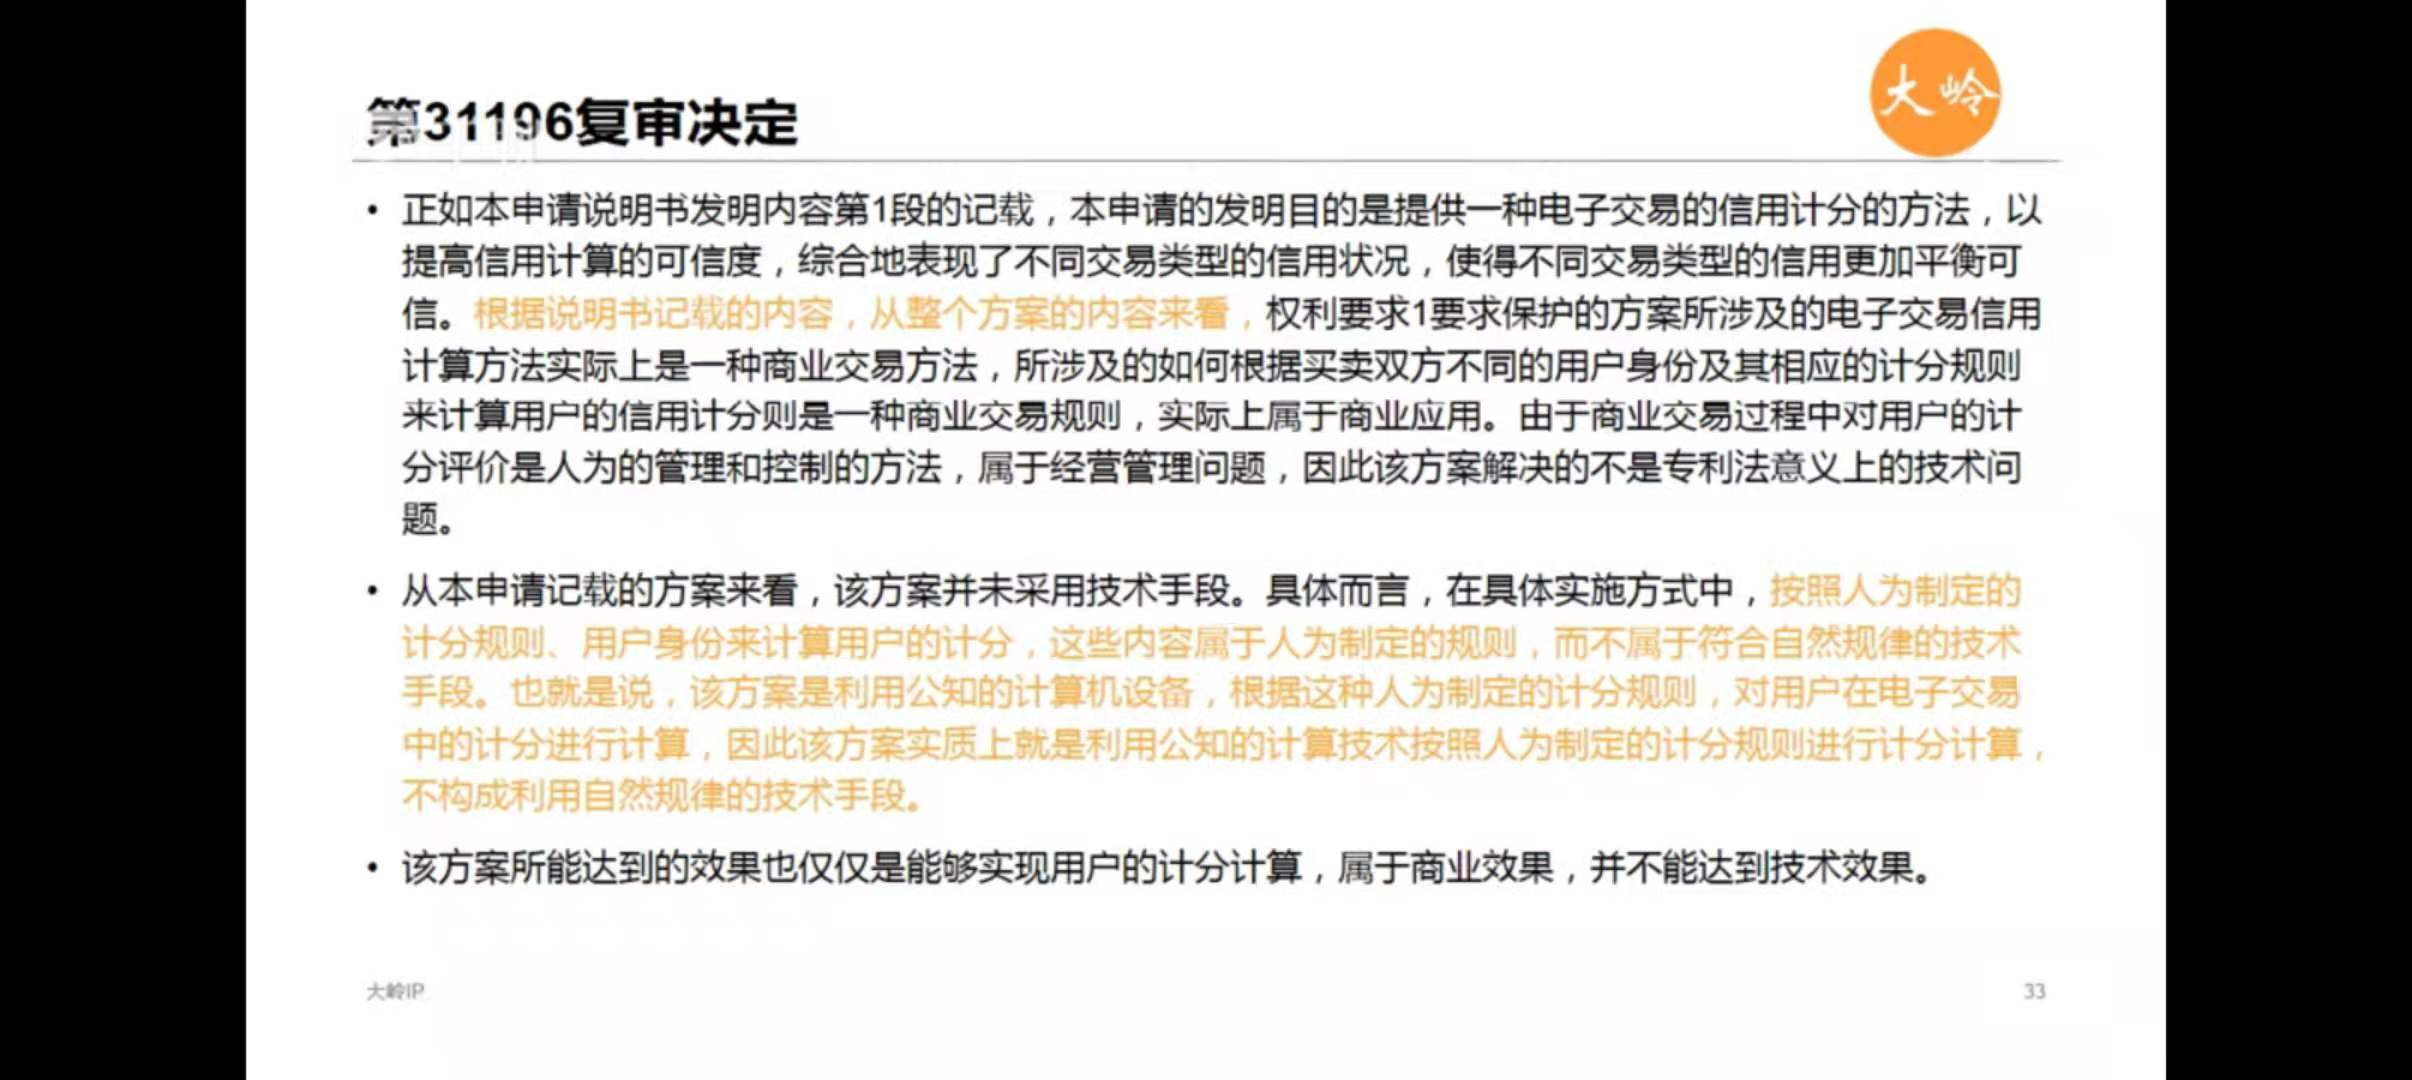 大岭
第31196复审决定
• 正如本申请说明书发明内容第1段的记载，本申请的发明目的是提供一种电子交易的信用计分的方法，以
提高信用计算的可信度，综合地表现了不同交易类型的信用状况，使得不同交易类型的信用更加平衡可
信。根据说明书记载的内容，从整个方案的内容来看，权利要求1要求保护的方案所涉及的电子交易信用
计算方法实际上是一种商业交易方法，所涉及的如何根据买卖双方不同的用户身份及其相应的计分规则
来计算用户的信用计分则是一种商业交易规则，实际上属于商业应用。由于商业交易过程中对用户的计
分评价是人为的管理和控制的方法，属于经营管理问题，因此该方案解决的不是专利法意义上的技术问
题。
• 从本申请记载的方案来看，该方案并未采用技术手段。具体而言，在具体实施方式中，按照人为制定的
计分规则、用户身份来计算用户的计分，这些内容属于人为制定的规则，而不属于符合自然规律的技术
手段。也就是说，该方案是利用公知的计算机设备，根据这种人为制定的计分规则，对用户在电子交易
中的计分进行计算，因此该方案实质上就是利用公知的计算技术按照人为制定的计分规则进行计分计算，
不构成利用自然规律的技术手段。
• 该方案所能达到的效果也仅仅是能够实现用户的计分计算，属于商业效果，并不能达到技术效果。
大岭IP
33